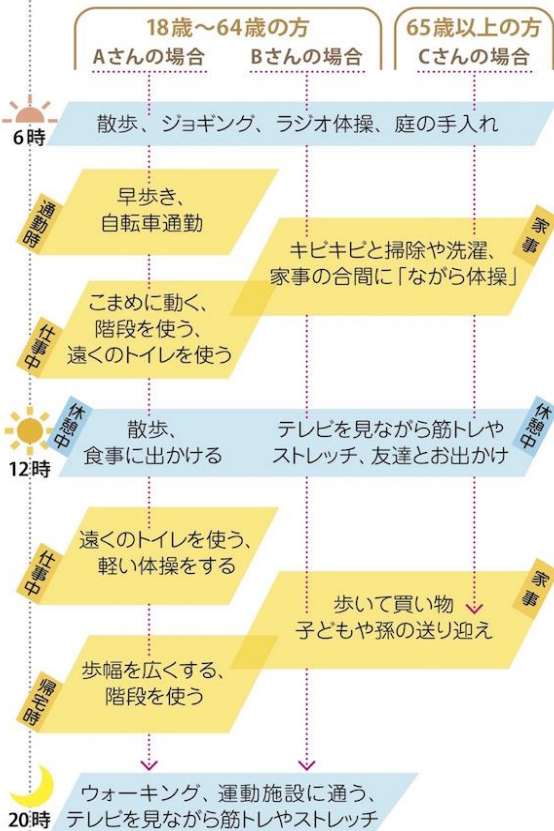 18歳～64歳の方
65歳以上の方
Aさんの場合
Bさんの場合
Cさんの場合
6時
散歩、ジョギング、ラジオ体操、庭の手入れ
通勤時
早歩き、
自転車通勤
家事
キビキビと掃除や洗濯、
家事の合間に「ながら体操」
仕事中
こまめに動く、
階段を使う、
遠くのトイレを使う
12時
休憩中
散歩、
食事に出かける
テレビを見ながら筋トレや
ストレッチ、友達とお出かけ
休憩中
仕事中
遠くのトイレを使う、
軽い体操をする
家事
歩いて買い物
子どもや孫の送り迎え
帰宅時
歩幅を広くする、
階段を使う
20時
ウォーキング、運動施設に通う、
テレビを見ながら筋トレやストレッチ